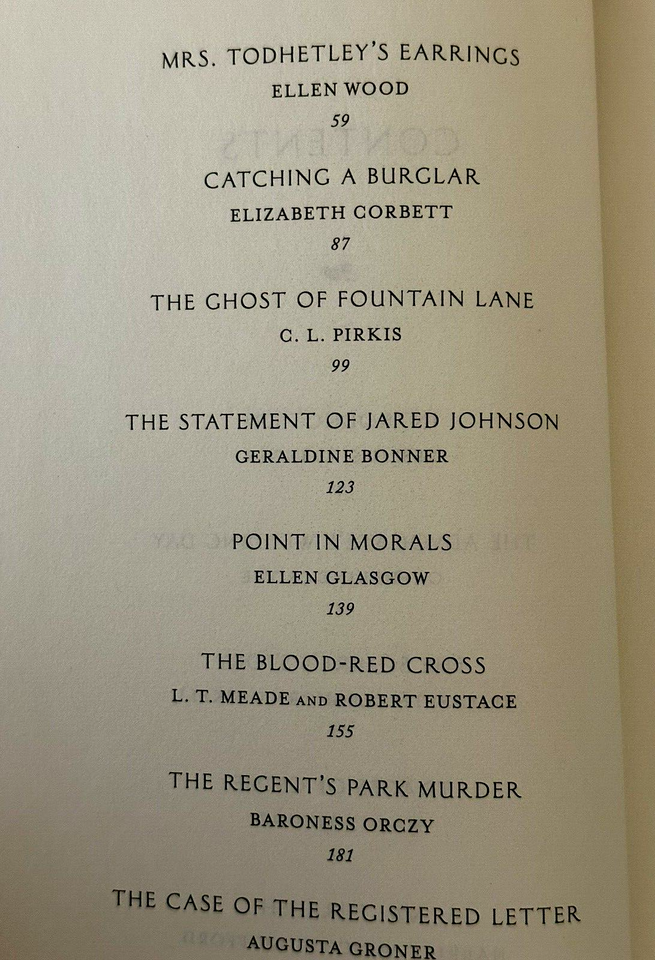 MRS. TODHETLEY'S EARRINGS
ELLEN WOOD
59
CATCHING A BURGLAR
ELIZABETH CORBETT
87
THE GHOST OF FOUNTAIN LANE
C. L. PIRKIS
99
THE STATEMENT OF JARED JOHNSON
GERALDINE BONNER
123
POINT IN MORALS
ELLEN GLASGOW
139
THE BLOOD-RED CROSS
L. T. MEADE AND ROBERT EUSTACE
155
THE REGENT'S PARK MURDER
BARONESS ORCZY
181
THE CASE OF THE REGISTERED LETTER
AUGUSTA GRONER